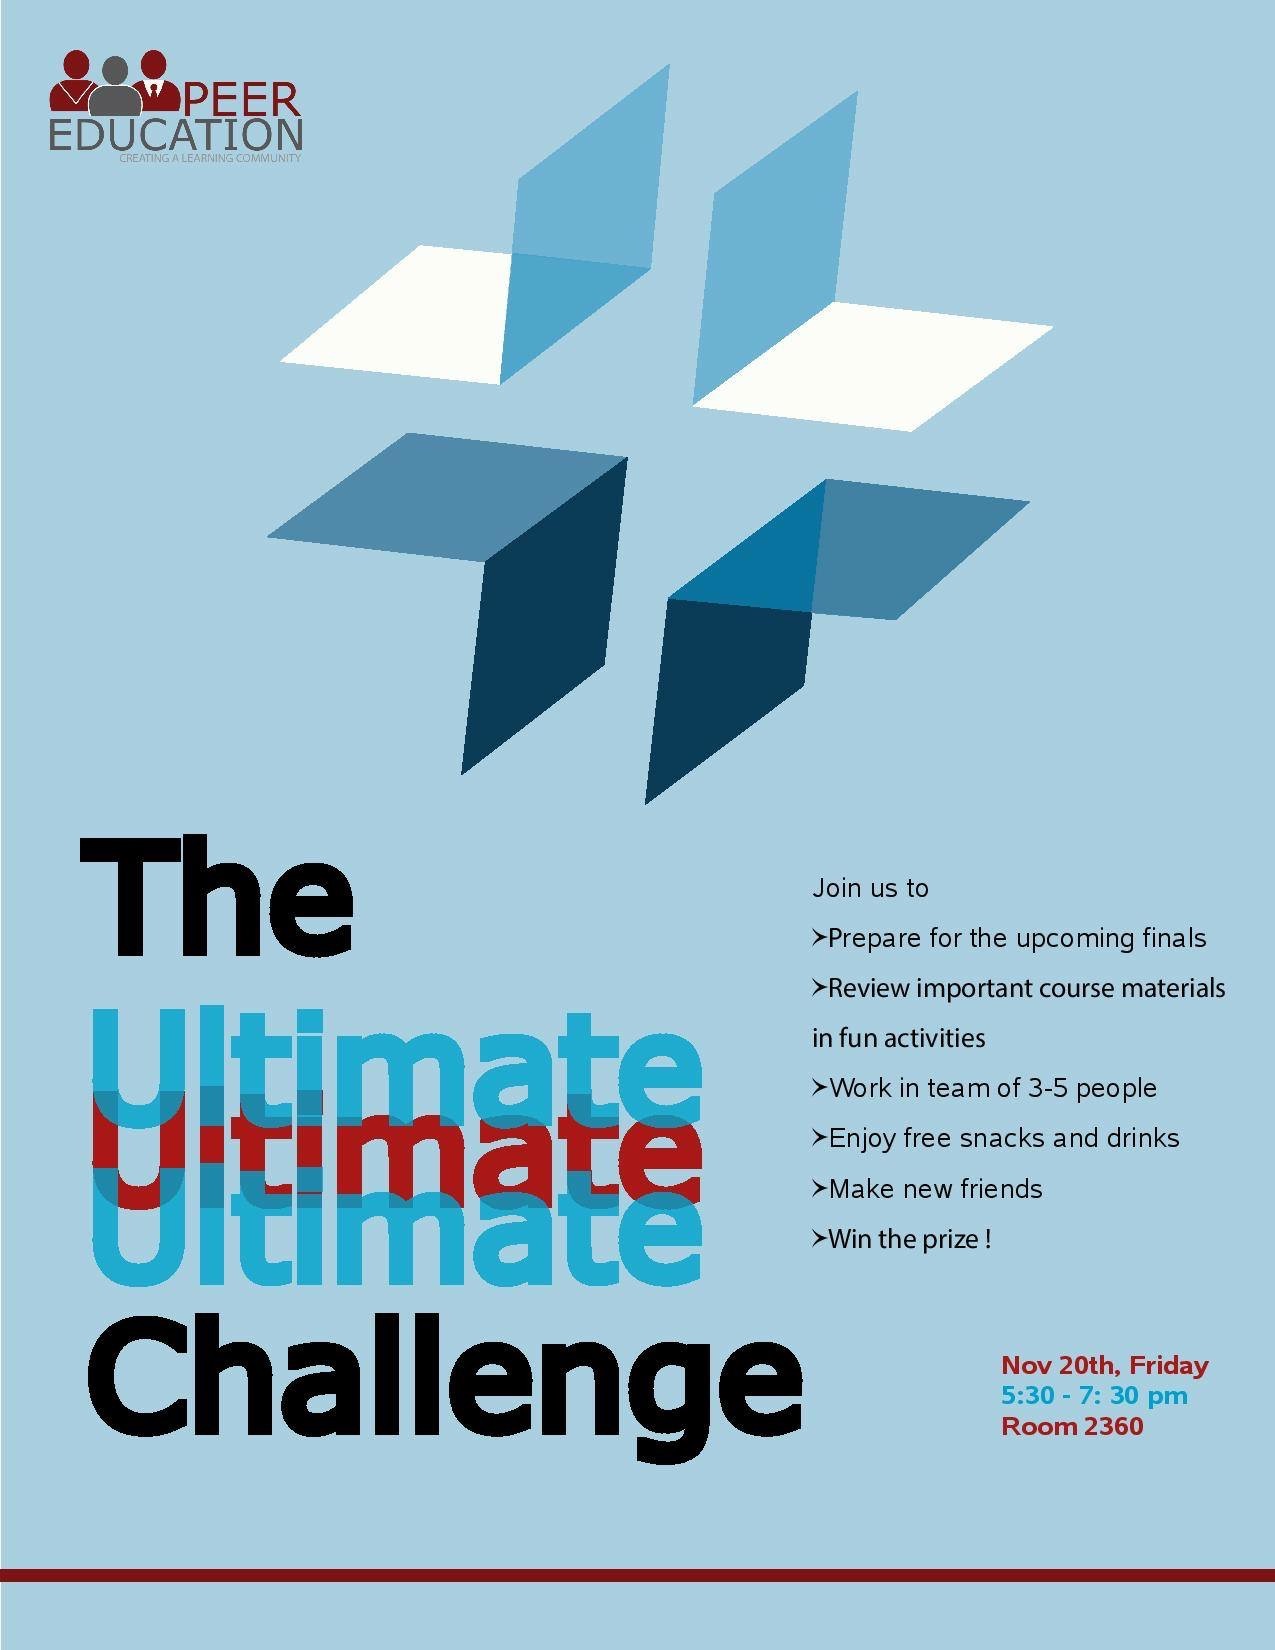 PEER
EDUCATION
CREATING A LEARNING COMMUNITY
The
Ultimate
Ultimate
Ultimate
Challenge
Join us to
➢Prepare for the upcoming finals
➢Review important course materials
in fun activities
➢Work in team of 3-5 people
➢Enjoy free snacks and drinks
➢Make new friends
➢Win the prize !
Nov 20th, Friday
5:30 - 7: 30 pm
Room 2360